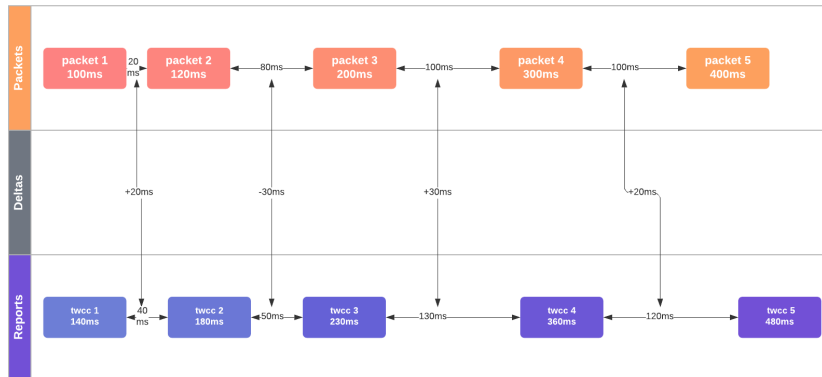 Packets
packet 1
100ms
20
ms
packet 2
120ms
80ms
packet 3
200ms
100ms
packet 4
300ms
100ms
packet 5
400ms
Deltas
+20ms
-30ms
+30ms
+20ms
Reports
twcc 1
140ms
40
ms
twcc 2
180ms
50ms
twcc 3
230ms
130ms
twcc 4
360ms
120ms
twcc 5
480ms